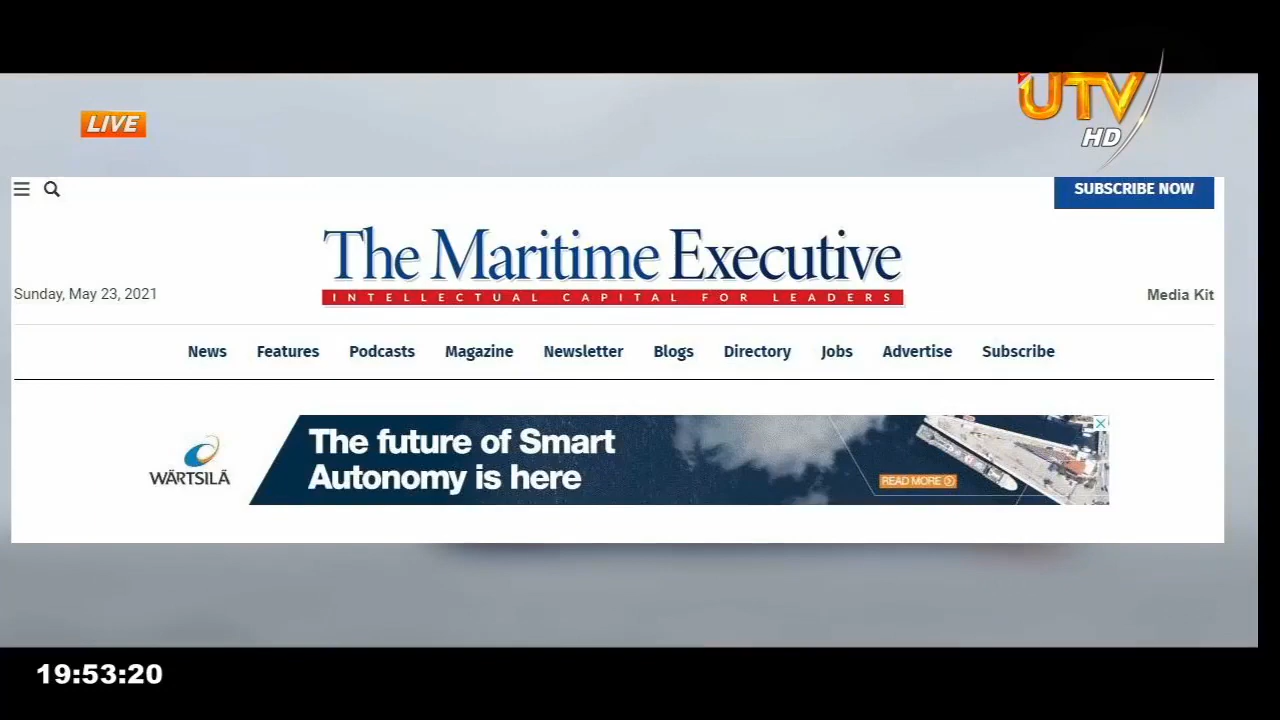 LIVE
UTV
HD
SUBSCRIBE NOW
The Maritime Executive
INTELLECTUAL CAPITAL FOR LEADERS
Sunday, May 23, 2021
Media Kit
News Features Podcasts Magazine Newsletter Blogs Directory Jobs Advertise Subscribe
The future of Smart
Autonomy is here
WÄRTSILÄ
READ MORE
19:53:20